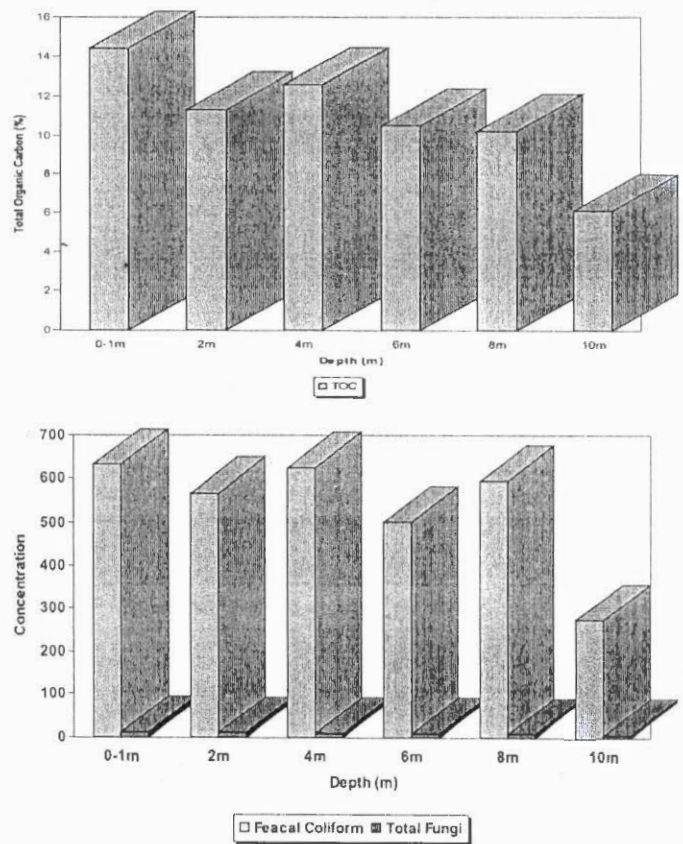 16
14
12
10
8
6
4
2
0
Total Organic Carbon (%)
0-1m 2m 4m 6m 8m 10m
Depth (m)
TOC
700
600
500
400
300
200
100
0
Concentration
0-1m 2m 4m 6m 8m 10m
Depth (m)
Feacal Coliform Total Fungi